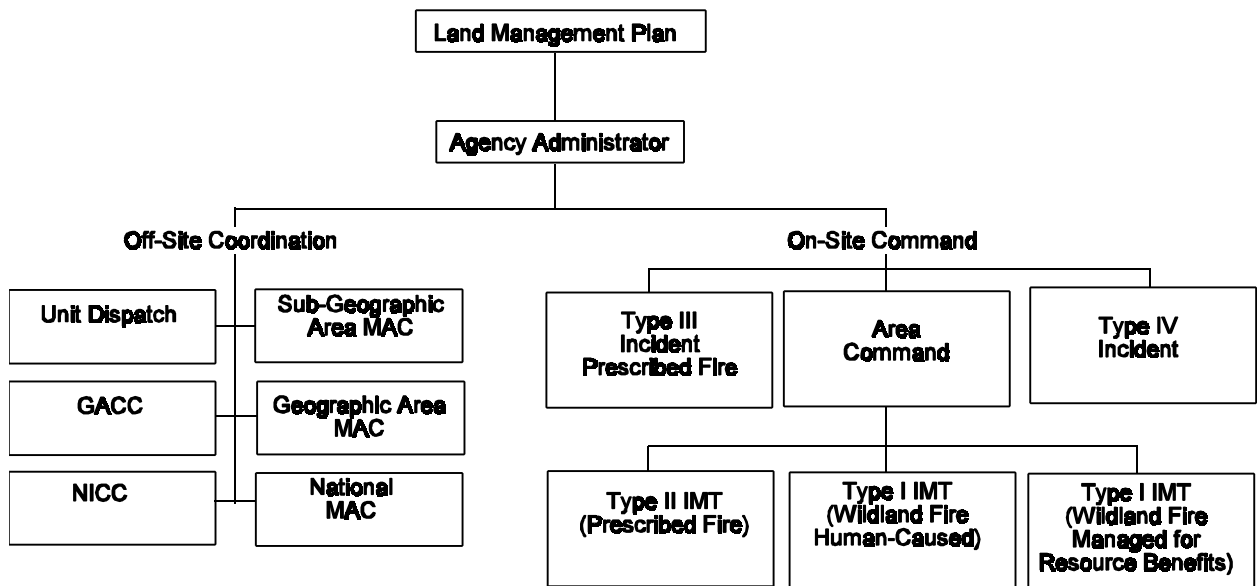 Land Management Plan
Agency Administrator
Off-Site Coordination
On-Site Command
Unit Dispatch
Sub-Geographic
Area MAC
GACC
Geographic Area
MAC
NICC
National
MAC
Type III
Incident
Prescribed Fire
Area
Command
Type IV
Incident
Type II IMT
(Prescribed Fire)
Type I IMT
(Wildland Fire
Human-Caused)
Type I IMT
(Wildland Fire
Managed for
Resource Benefits)